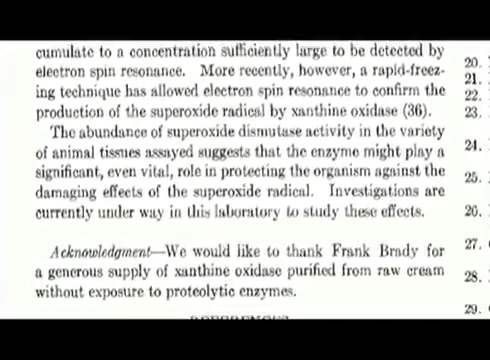 cumulate to a concentration sufficiently large to be detected by
electron spin resonance. More recently, however, a rapid-freez-
ing technique has allowed electron spin resonance to confirm the
production of the superoxide radical by xanthine oxidase (36).
The abundance of superoxide dismutase activity in the variety
of animal tissues assayed suggests that the enzyme might play a
significant, even vital, role in protecting the organism against the
damaging effects of the superoxide radical. Investigations are
currently under way in this laboratory to study these effects.
Acknowledgment—We would like to thank Frank Brady for
a generous supply of xanthine oxidase purified from raw cream
without exposure to proteolytic enzymes.
20.
21.
22.
23.
24.
25.
26.
27.
28.
29.